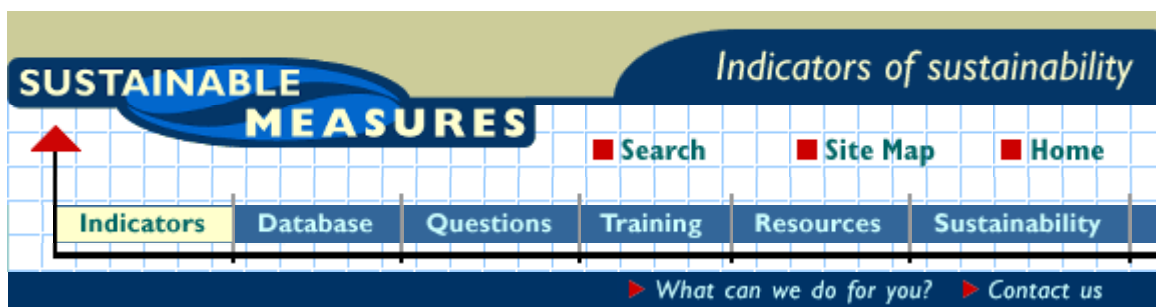 Indicators of sustainability
SUSTAINABLE
MEASURES
Search Site Map Home
Indicators Database Questions Training Resources Sustainability
What can we do for you? Contact us